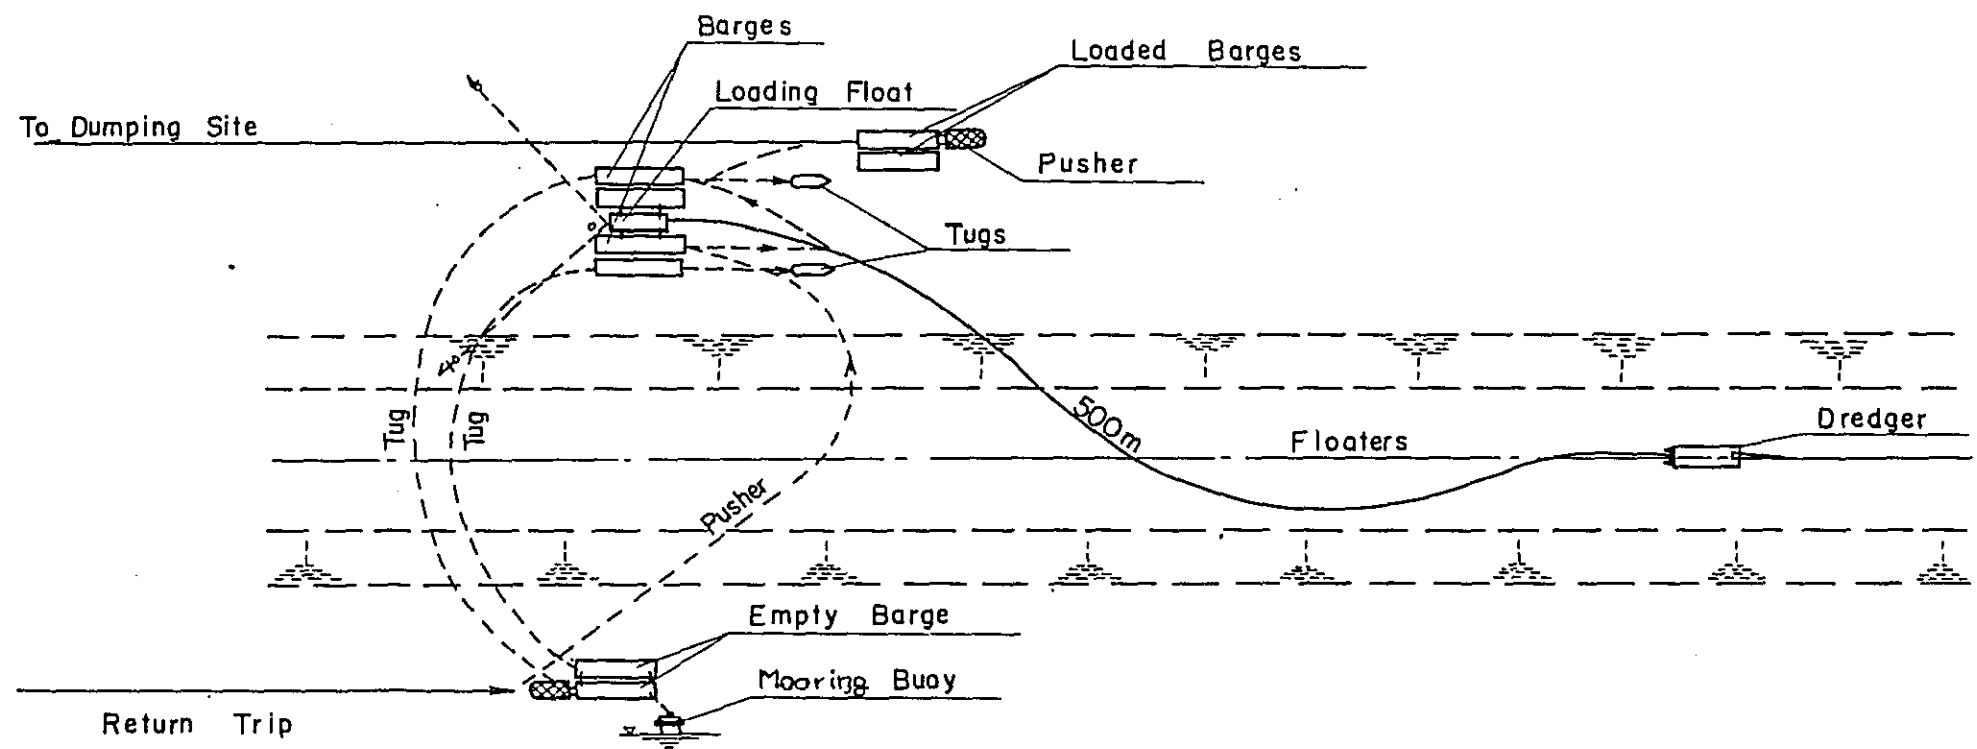 Barges
Loaded Barges
Loading Float
To Dumping Site
Pusher
Tugs
Tug
Tug
500m
Floaters
Dredger
Pusher
Empty Barge
Mooring Buoy
Return Trip